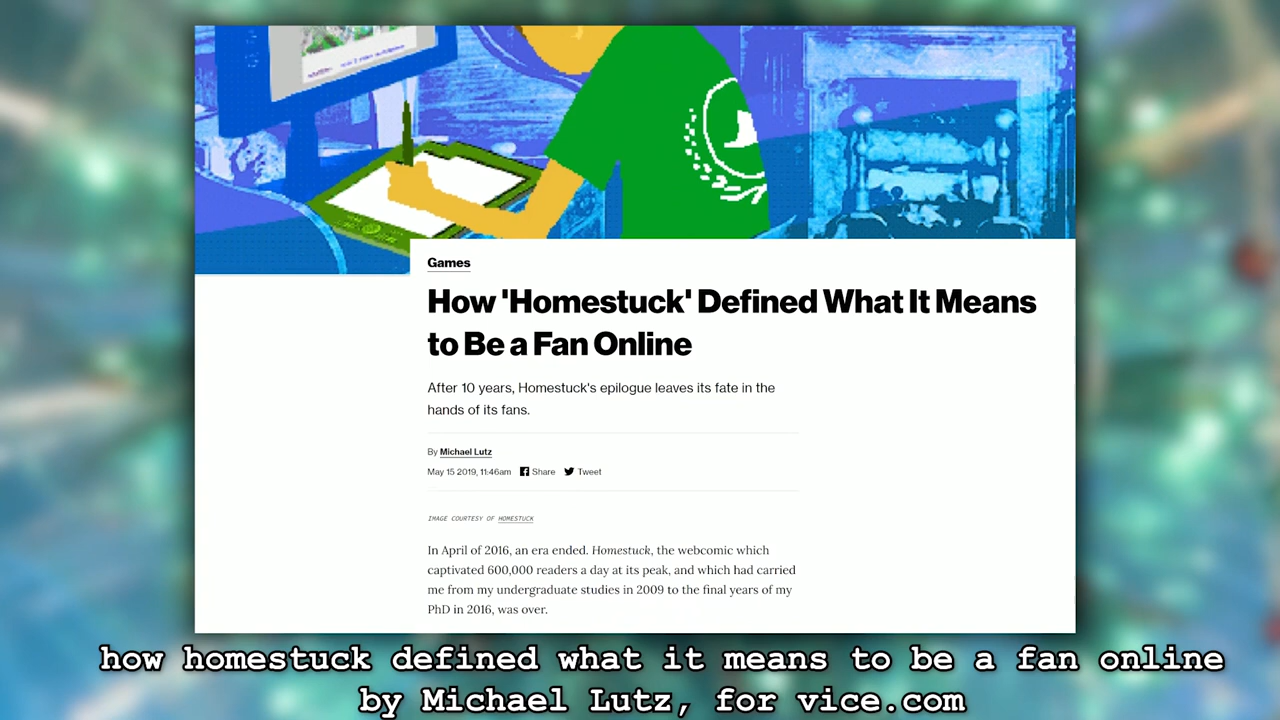 Games
How 'Homestuck' Defined What It Means
to Be a Fan Online
After 10 years, Homestuck's epilogue leaves its fate in the
hands of its fans.
By Michael Lutz
May 15 2019, 11:46am Share Tweet
IMAGE COURTESY OF HOMESTUCK
In April of 2016, an era ended. Homestuck, the webcomic which
captivated 600,000 readers a day at its peak, and which had carried
me from my undergraduate studies in 2009 to the final years of my
PhD in 2016, was over.
how homestuck defined what it means to be a fan online
by Michael Lutz, for vice.com